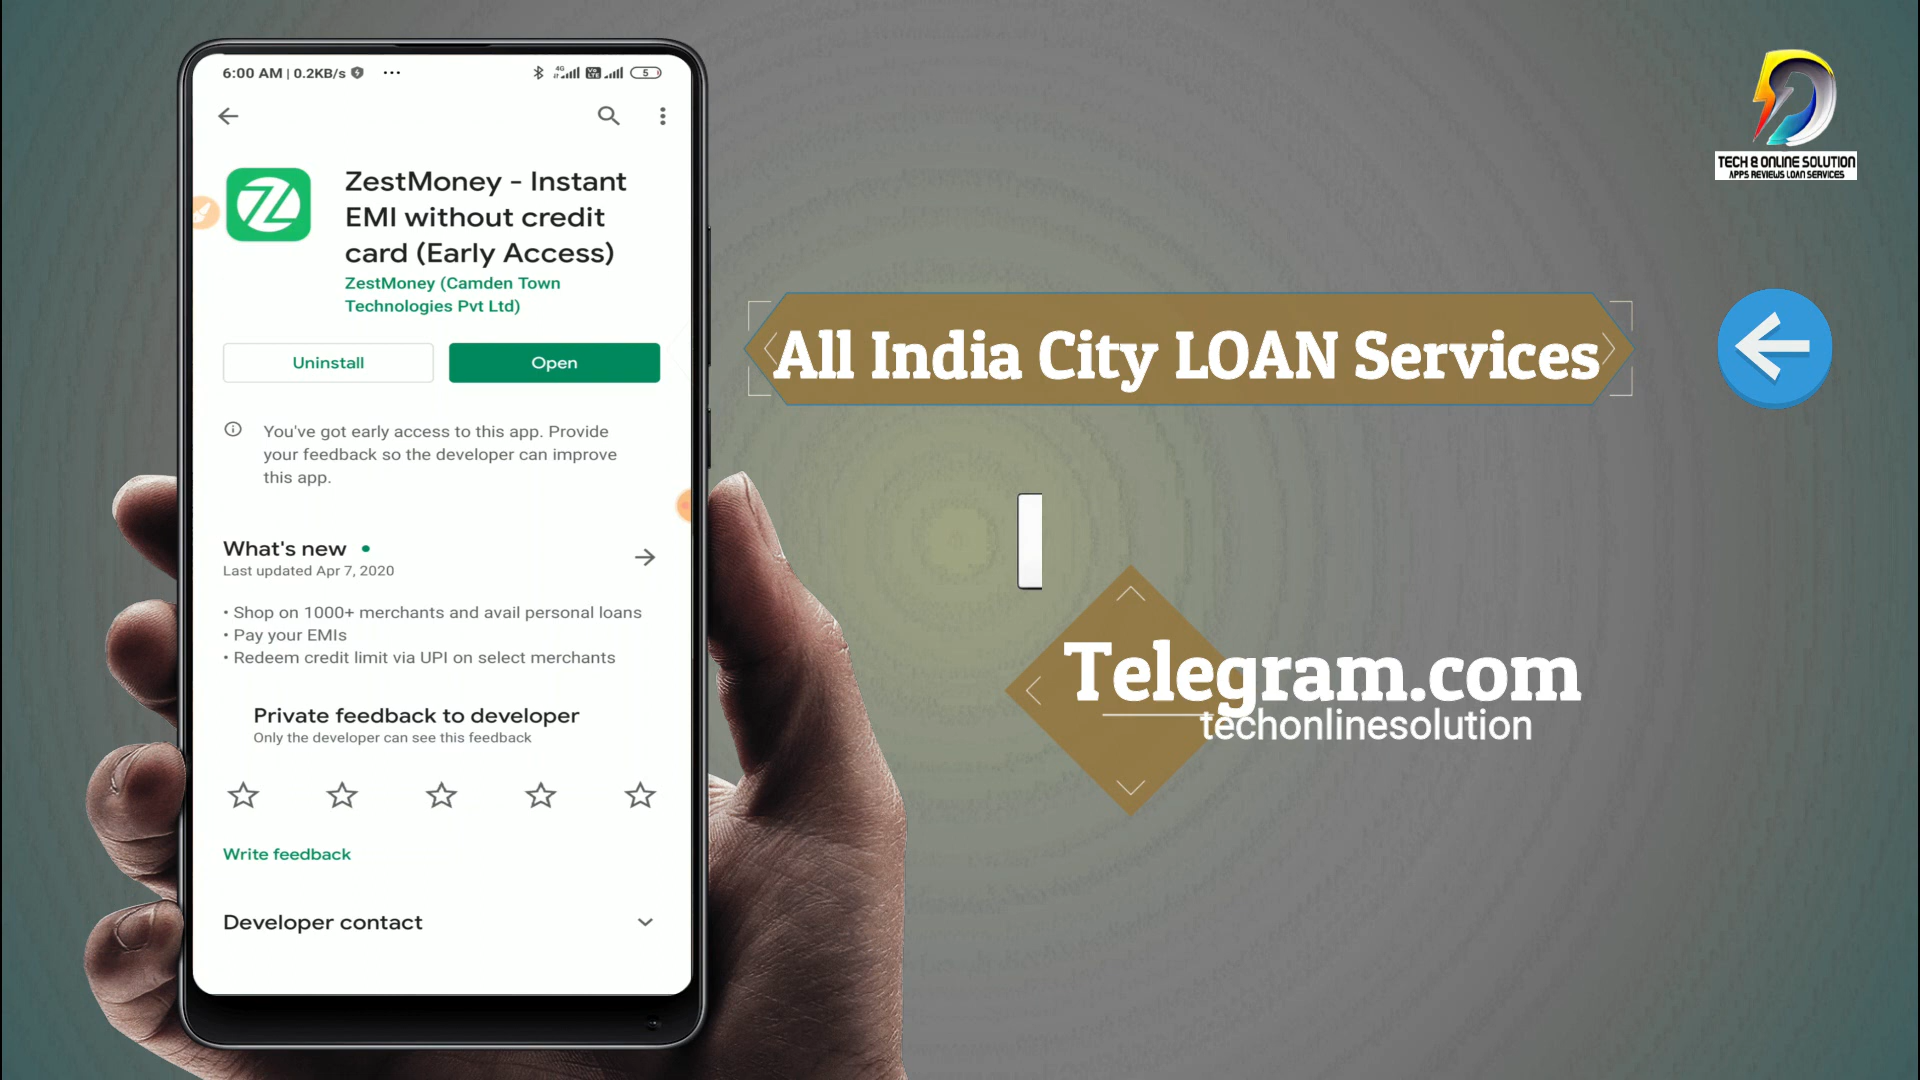 6:00 AM | 0.2KB/s ...
4G
Vo
LTE
5
ZestMoney - Instant
EMI without credit
card (Early Access)
ZestMoney (Camden Town
Technologies Pvt Ltd)
Uninstall
Open
You've got early access to this app. Provide
your feedback so the developer can improve
this app.
What's new
Last updated Apr 7, 2020
• Shop on 1000+ merchants and avail personal loans
• Pay your EMIs
• Redeem credit limit via UPI on select merchants
Private feedback to developer
Only the developer can see this feedback
Write feedback
Developer contact
TECH & ONLINE SOLUTION
APPS REVIEWS LOAN SERVICES
All India City LOAN Services
Telegram.com
techonlinesolution